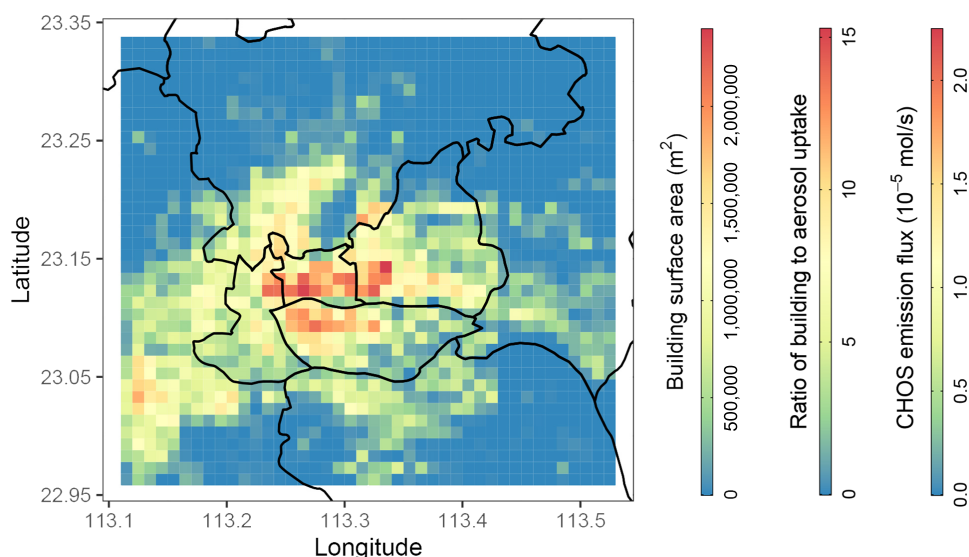 23.35
23.25
23.15
23.05
22.95
Latitude
113.1 113.2 113.3 113.4 113.5
Longitude
Building surface area (m²)
0 500,000 1,000,000 1,500,000 2,000,000
Ratio of building to aerosol uptake
0 5 10 15
CHOS emission flux (10⁻⁵ mol/s)
0.0 0.5 1.0 1.5 2.0